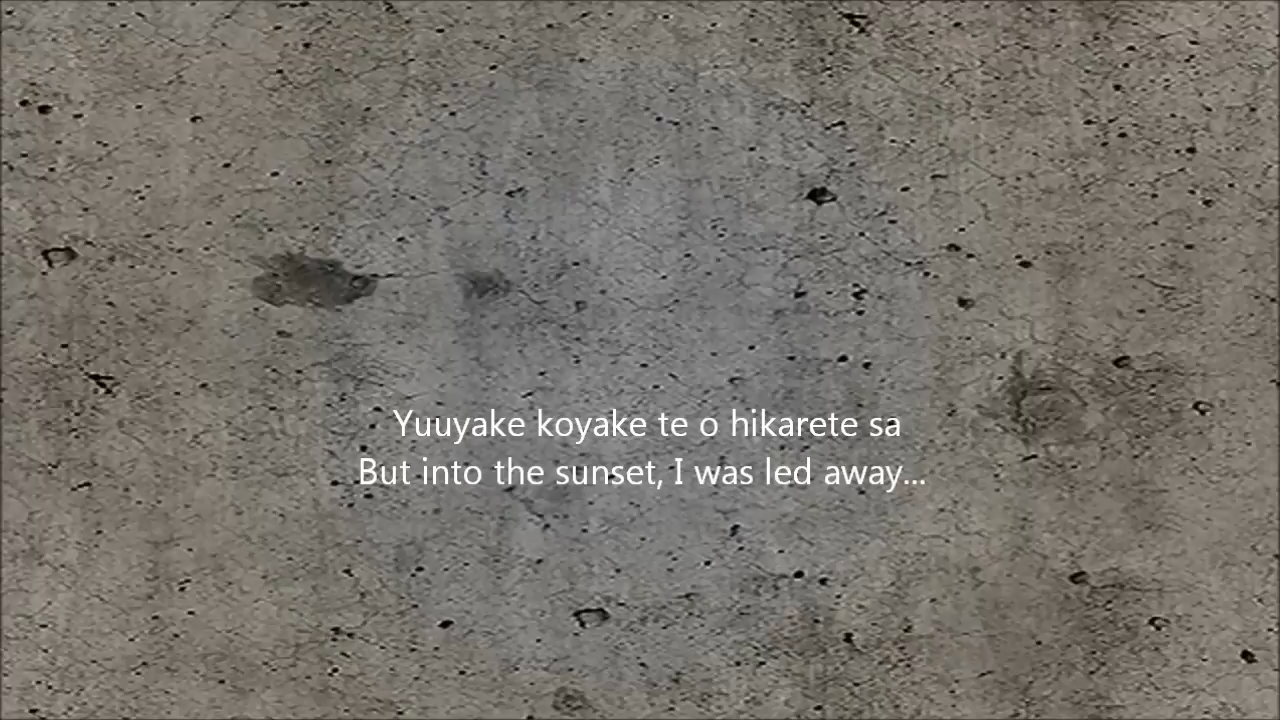 Yuuyake koyake te o hikarete sa
But into the sunset, I was led away...